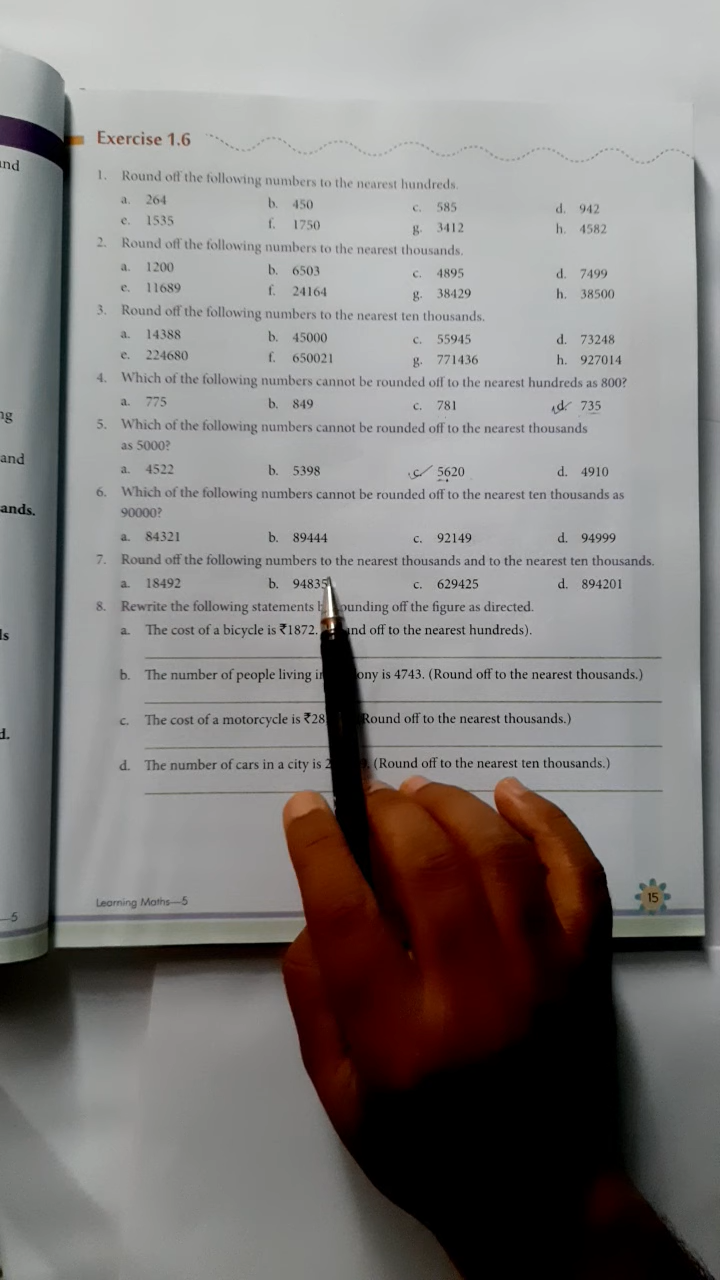 and
ng
and
ands.
ls
d.
—5
Exercise 1.6
1. Round off the following numbers to the nearest hundreds.
a. 264 b. 450 c. 585 d. 942
e. 1535 f. 1750 g. 3412 h. 4582
2. Round off the following numbers to the nearest thousands.
a. 1200 b. 6503 c. 4895 d. 7499
e. 11689 f. 24164 g. 38429 h. 38500
3. Round off the following numbers to the nearest ten thousands.
a. 14388 b. 45000 c. 55945 d. 73248
e. 224680 f. 650021 g. 771436 h. 927014
4. Which of the following numbers cannot be rounded off to the nearest hundreds as 800?
a. 775 b. 849 c. 781 d. 735
5. Which of the following numbers cannot be rounded off to the nearest thousands
as 5000?
a. 4522 b. 5398 c. 5620 d. 4910
6. Which of the following numbers cannot be rounded off to the nearest ten thousands as
90000?
a. 84321 b. 89444 c. 92149 d. 94999
7. Round off the following numbers to the nearest thousands and to the nearest ten thousands.
a. 18492 b. 94835 c. 629425 d. 894201
8. Rewrite the following statements b ounding off the figure as directed.
a. The cost of a bicycle is ₹1872. nd off to the nearest hundreds).
b. The number of people living in ony is 4743. (Round off to the nearest thousands.)
c. The cost of a motorcycle is ₹28 Round off to the nearest thousands.)
d. The number of cars in a city is 2 (Round off to the nearest ten thousands.)
Learning Maths—5 15